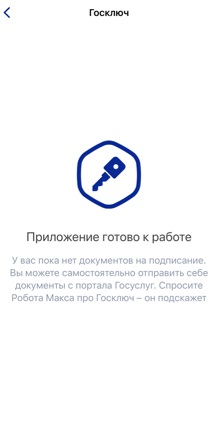 Госключ
Приложение готово к работе
У вас пока нет документов на подписание.
Вы можете самостоятельно отправить себе
документы с портала Госуслуг. Спросите
Робота Макса про Госключ – он подскажет